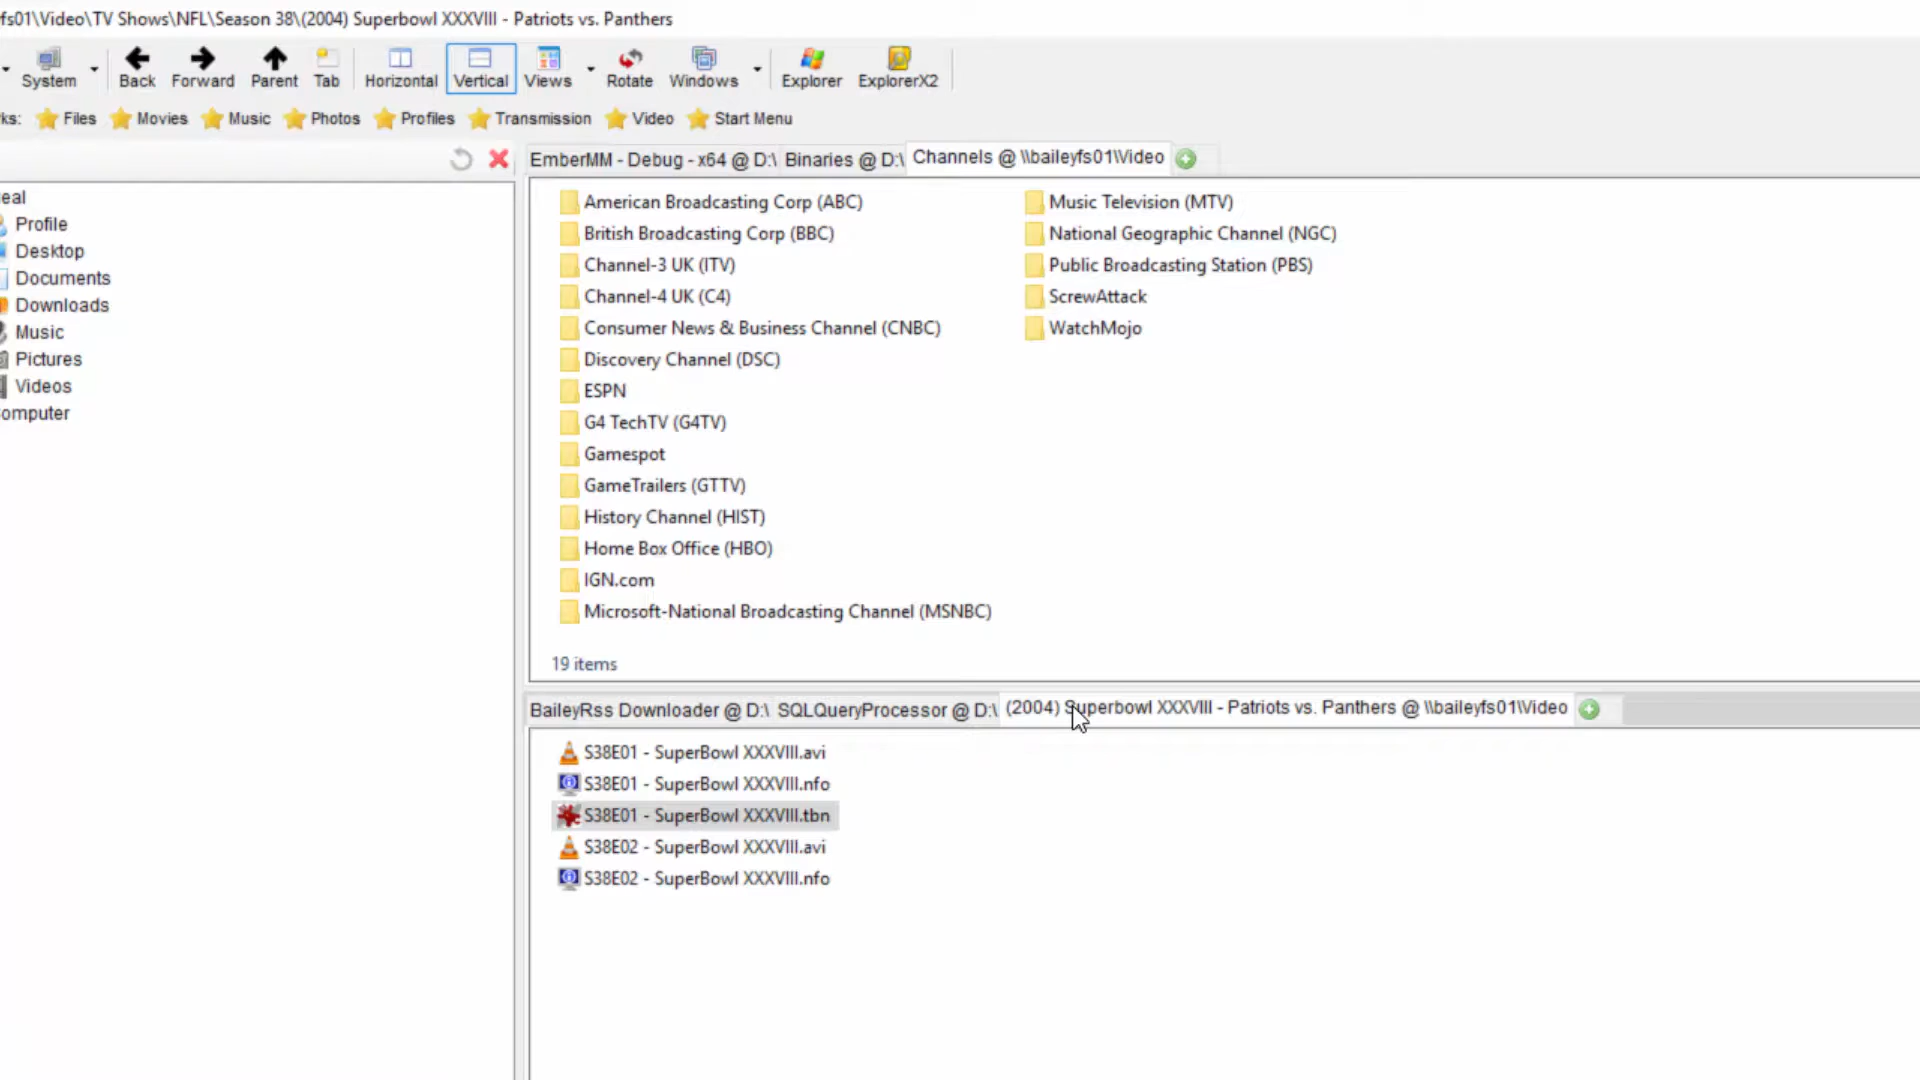 fs01\Video\TV Shows\NFL\Season 38\(2004) Superbowl XXXVIII - Patriots vs. Panthers
System Back Forward Parent Tab Horizontal Vertical Views Rotate Windows Explorer ExplorerX2
ks: Files Movies Music Photos Profiles Transmission Video Start Menu
EmberMM - Debug - x64 @ D:\ Binaries @ D:\ Channels @ \\baileyfs01\Video
eal
Profile
Desktop
Documents
Downloads
Music
Pictures
Videos
omputer
American Broadcasting Corp (ABC)
British Broadcasting Corp (BBC)
Channel-3 UK (ITV)
Channel-4 UK (C4)
Consumer News & Business Channel (CNBC)
Discovery Channel (DSC)
ESPN
G4 TechTV (G4TV)
Gamespot
GameTrailers (GTTV)
History Channel (HIST)
Home Box Office (HBO)
IGN.com
Microsoft-National Broadcasting Channel (MSNBC)
Music Television (MTV)
National Geographic Channel (NGC)
Public Broadcasting Station (PBS)
ScrewAttack
WatchMojo
19 items
BaileyRss Downloader @ D:\ SQLQueryProcessor @ D:\ (2004) Superbowl XXXVIII - Patriots vs. Panthers @ \\baileyfs01\Video
S38E01 - SuperBowl XXXVIII.avi
S38E01 - SuperBowl XXXVIII.nfo
S38E01 - SuperBowl XXXVIII.tbn
S38E02 - SuperBowl XXXVIII.avi
S38E02 - SuperBowl XXXVIII.nfo